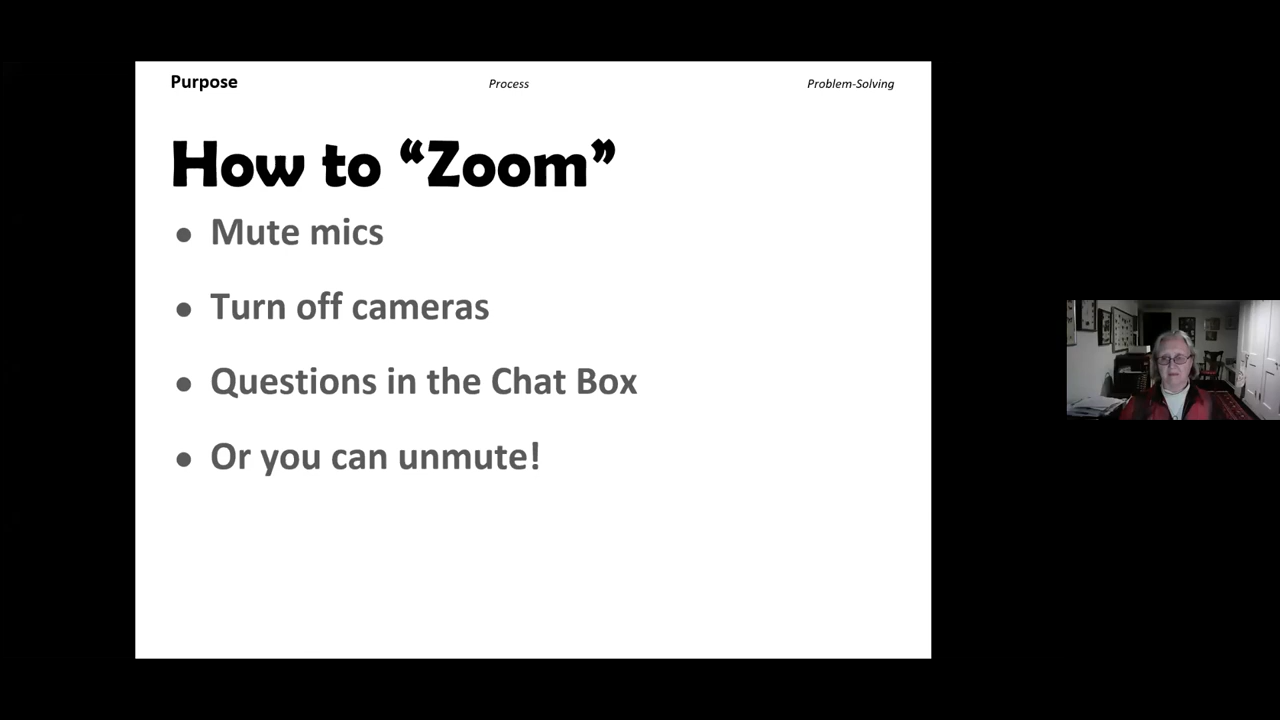 Purpose Process Problem-Solving
How to “Zoom”
● Mute mics
● Turn off cameras
● Questions in the Chat Box
● Or you can unmute!